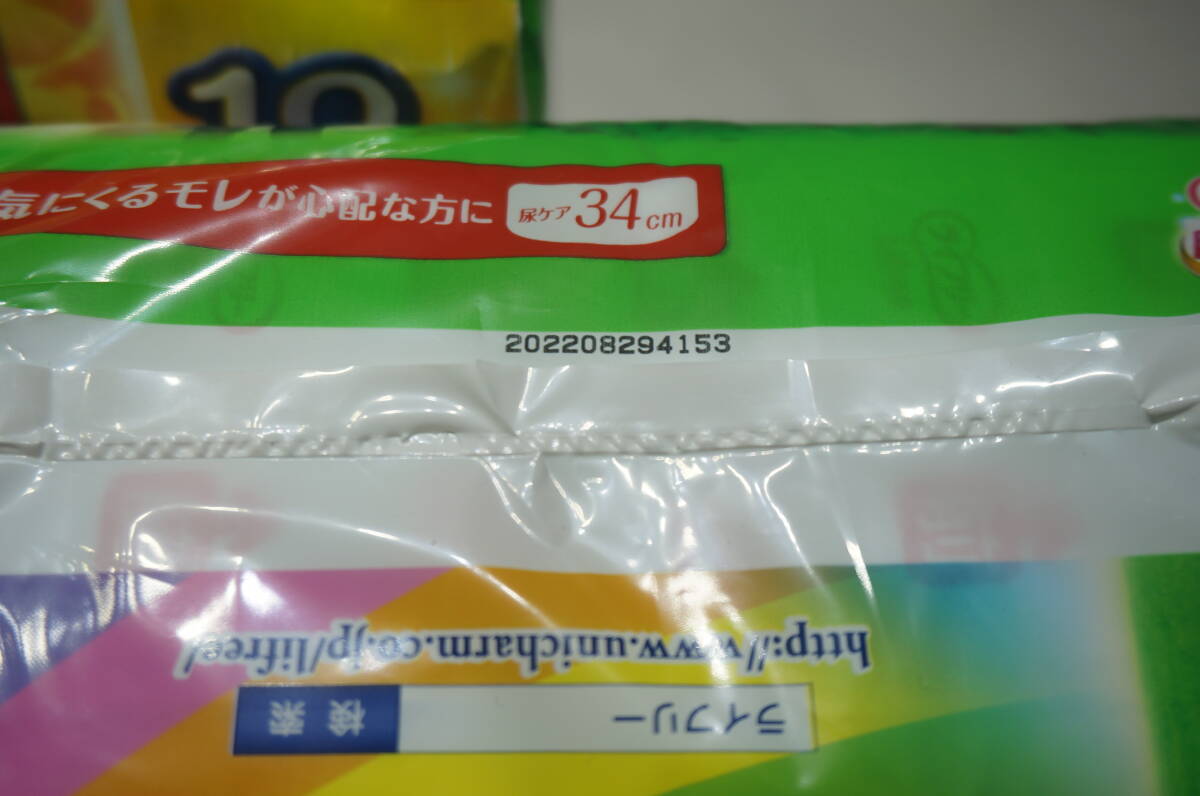 10
気にくるモレが心配な方に 尿ケア 34cm
202208294153
http://www.unicharm.co.jp/lifree/
ライフリー 検索